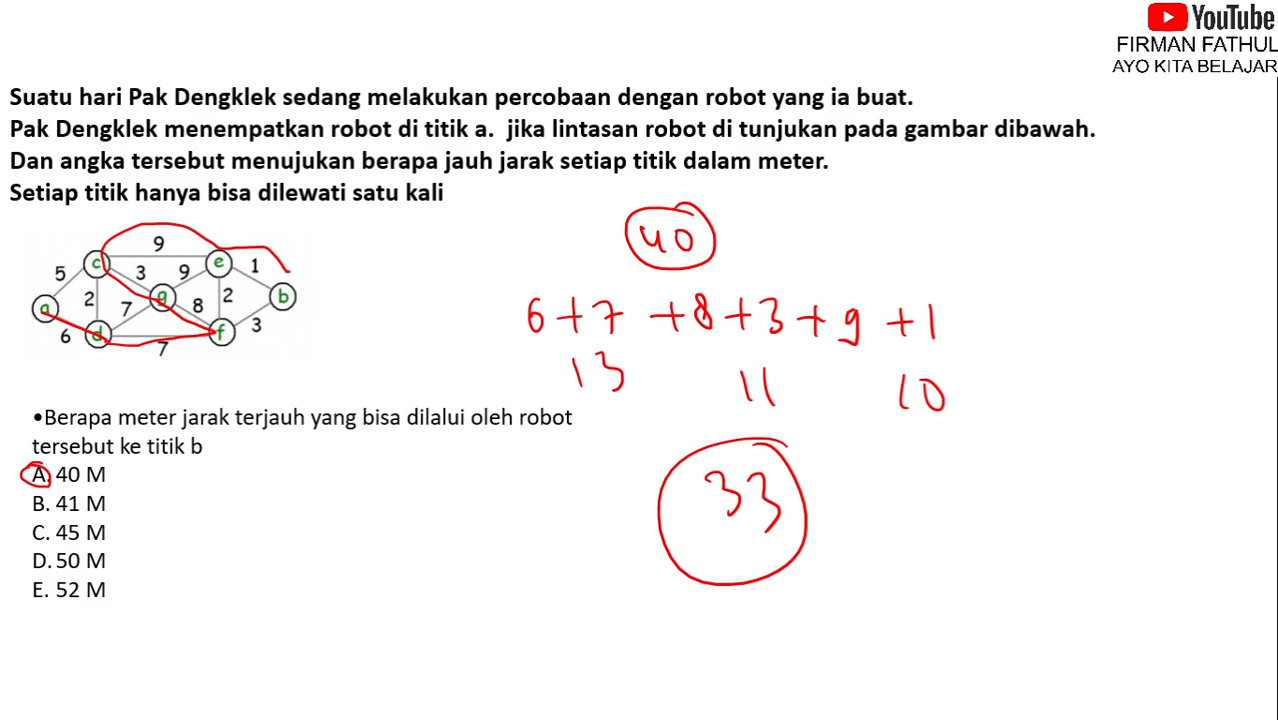 YouTube
FIRMAN FATHUL
AYO KITA BELAJAR
Suatu hari Pak Dengklek sedang melakukan percobaan dengan robot yang ia buat.
Pak Dengklek menempatkan robot di titik a.  jika lintasan robot di tunjukan pada gambar dibawah.
Dan angka tersebut menujukan berapa jauh jarak setiap titik dalam meter.
Setiap titik hanya bisa dilewati satu kali
40
9
c e
5 3 9 1
2 7 g 8 2 b
a
6 d f 3
7
6 + 7 + 8 + 3 + 9 + 1
13 11 10
•Berapa meter jarak terjauh yang bisa dilalui oleh robot
tersebut ke titik b
A. 40 M
B. 41 M
C. 45 M
D. 50 M
E. 52 M
33